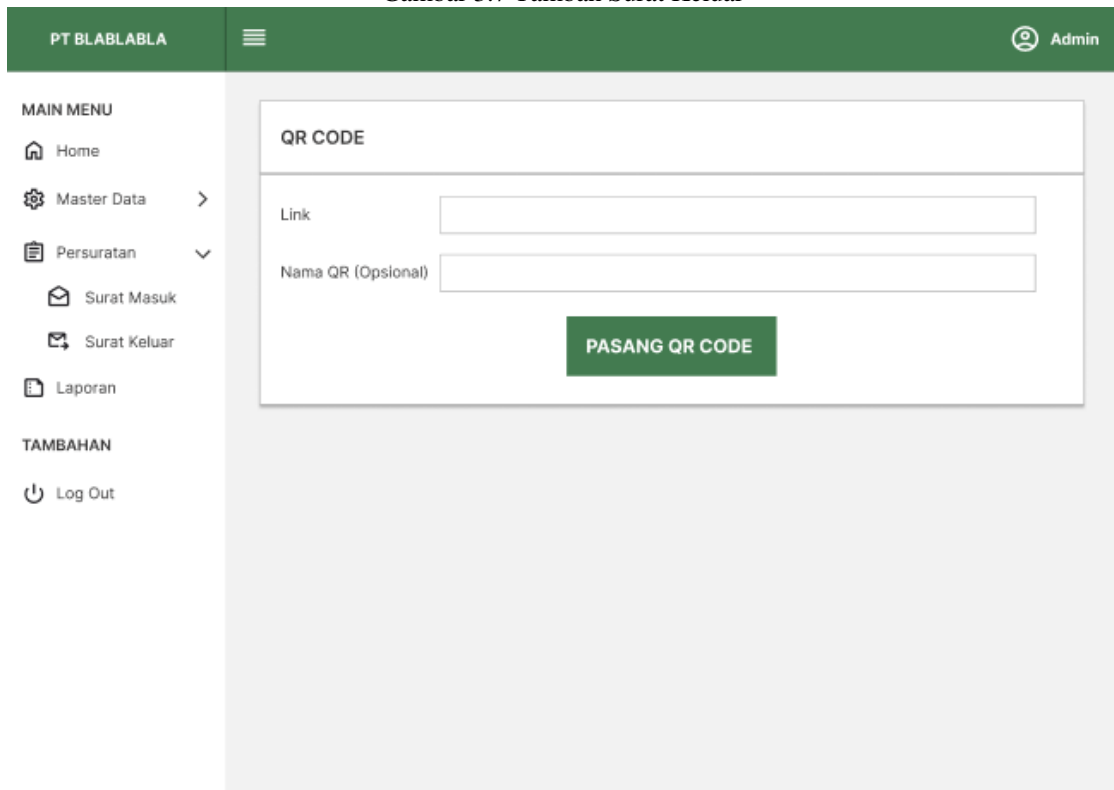 PT BLABLABLA
Admin
MAIN MENU
Home
Master Data
Persuratan
Surat Masuk
Surat Keluar
Laporan
TAMBAHAN
Log Out
QR CODE
Link
Nama QR (Opsional)
PASANG QR CODE